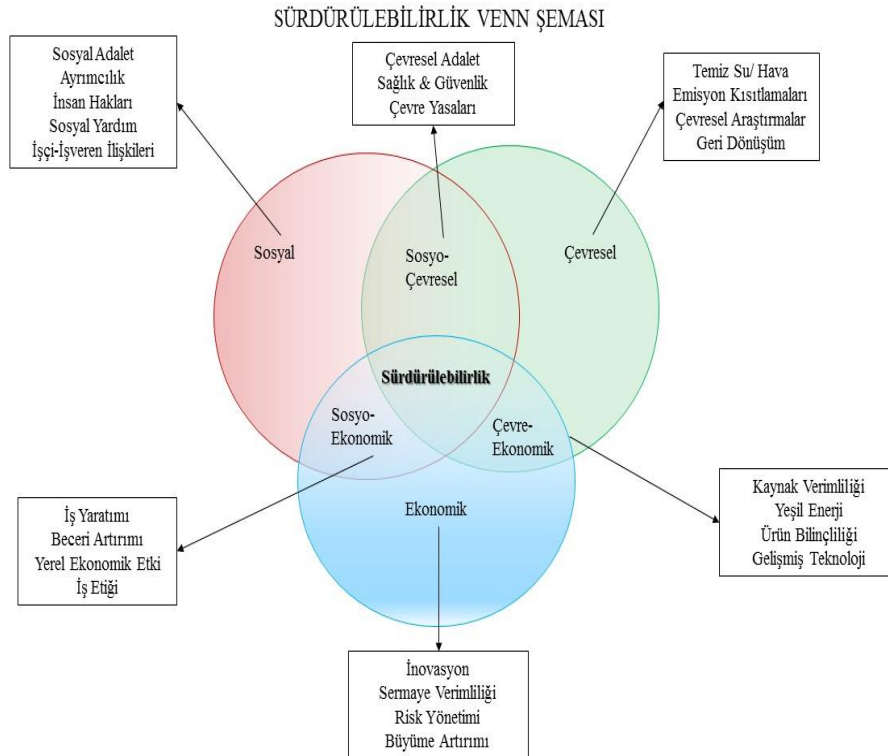 SÜRDÜRÜLEBİLİRLİK VENN ŞEMASI
Sosyal Adalet
Ayrımcılık
İnsan Hakları
Sosyal Yardım
İşçi-İşveren İlişkileri
Çevresel Adalet
Sağlık & Güvenlik
Çevre Yasaları
Temiz Su/ Hava
Emisyon Kısıtlamaları
Çevresel Araştırmalar
Geri Dönüşüm
Sosyal
Sosyo-
Çevresel
Çevresel
Sürdürülebilirlik
Sosyo-
Ekonomik
Çevre-
Ekonomik
Ekonomik
İş Yaratımı
Beceri Artırımı
Yerel Ekonomik Etki
İş Etiği
Kaynak Verimliliği
Yeşil Enerji
Ürün Bilinçliliği
Gelişmiş Teknoloji
İnovasyon
Sermaye Verimliliği
Risk Yönetimi
Büyüme Artırımı